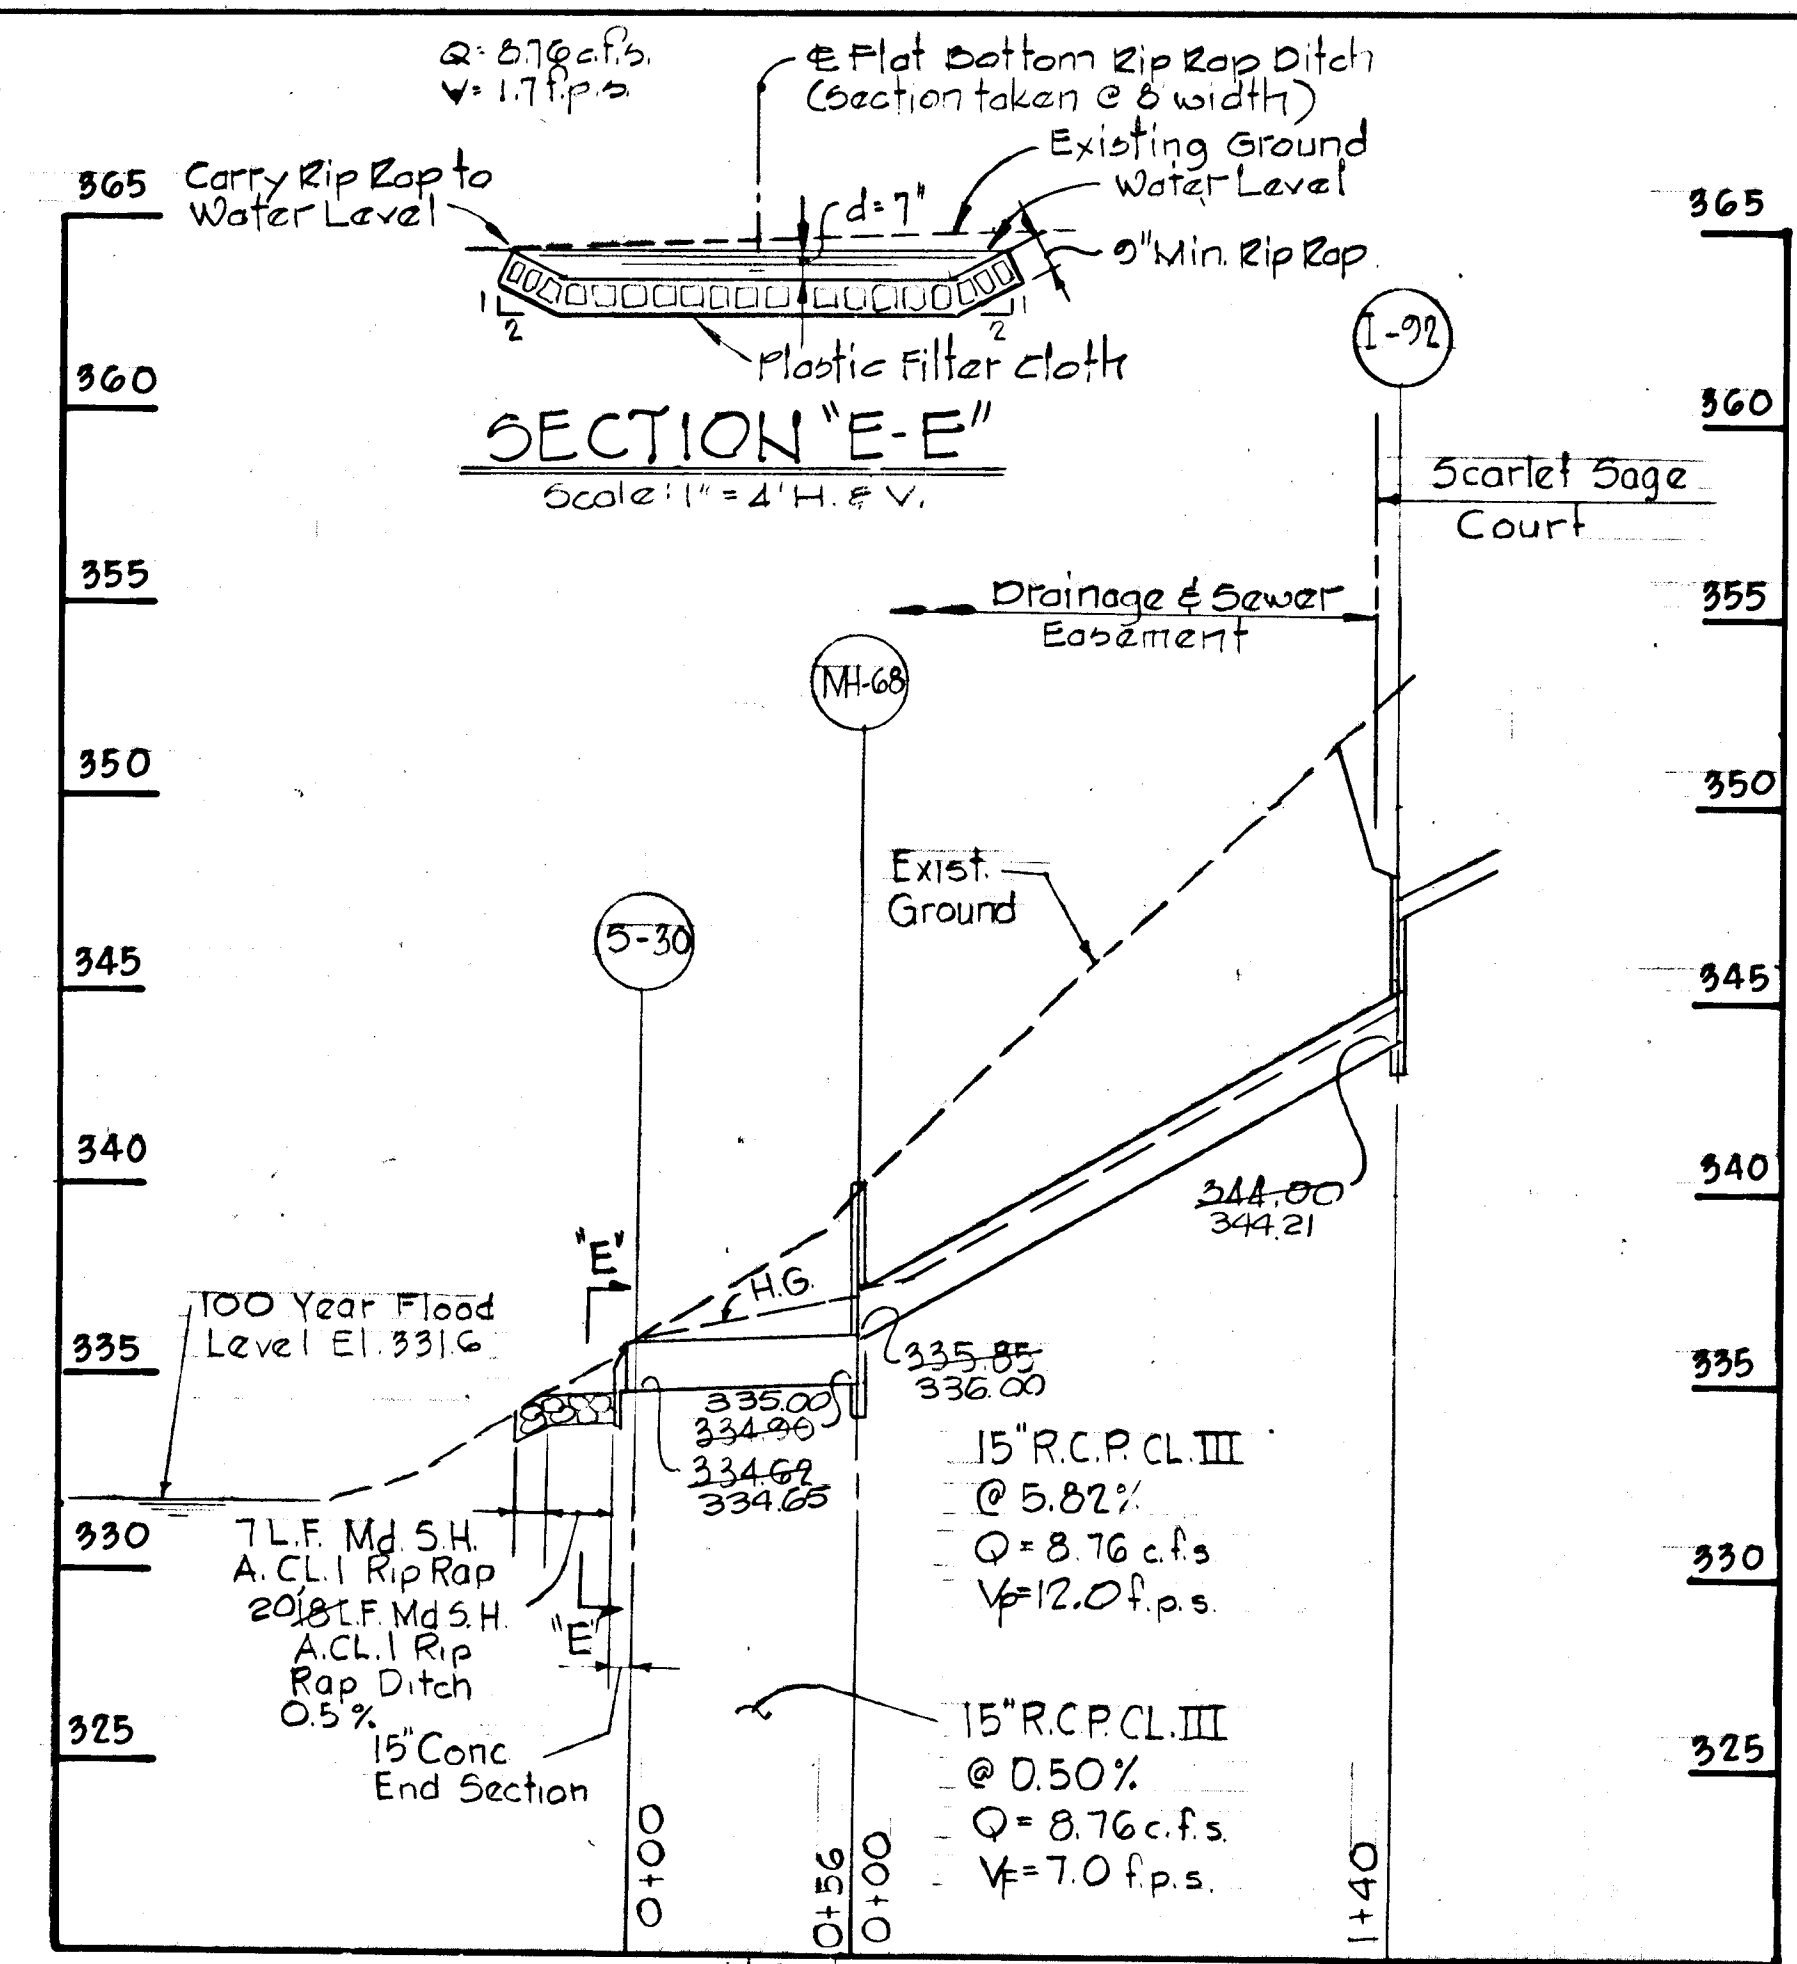 Q= 8.76 c.f.s.
V= 1.7 f.p.s.
℄ Flat Bottom Rip Rap Ditch
(Section taken @ 8' width)
Existing Ground
Water Level
Carry Rip Rap to
Water Level
d=7"
9" Min. Rip Rap
1
2
1
2
Plastic Filter Cloth
SECTION "E-E"
Scale: 1" = 4' H. & V.
365
360
355
350
345
340
335
330
325
365
360
355
350
345
340
335
330
325
I-92
Scarlet Sage
Court
Drainage & Sewer
Easement
MH-68
Exist.
Ground
S-30
344.00
344.21
"E"
H.G.
100 Year Flood
Level El. 331.6
335.85
336.00
335.00
334.90
334.62
334.65
15" R.C.P. CL. III
@ 5.82%
Q = 8.76 c.f.s
VF=12.0 f.p.s.
7 L.F. Md. S.H.
A. CL. 1 Rip Rap
20 18 L.F. Md S.H.
A. CL. 1 Rip
Rap Ditch
0.5%
"E"
15" Conc
End Section
15" R.C.P. CL. III
@ 0.50%
Q = 8.76 c.f.s.
VF= 7.0 f.p.s.
0+00
0+56
0+00
1+40